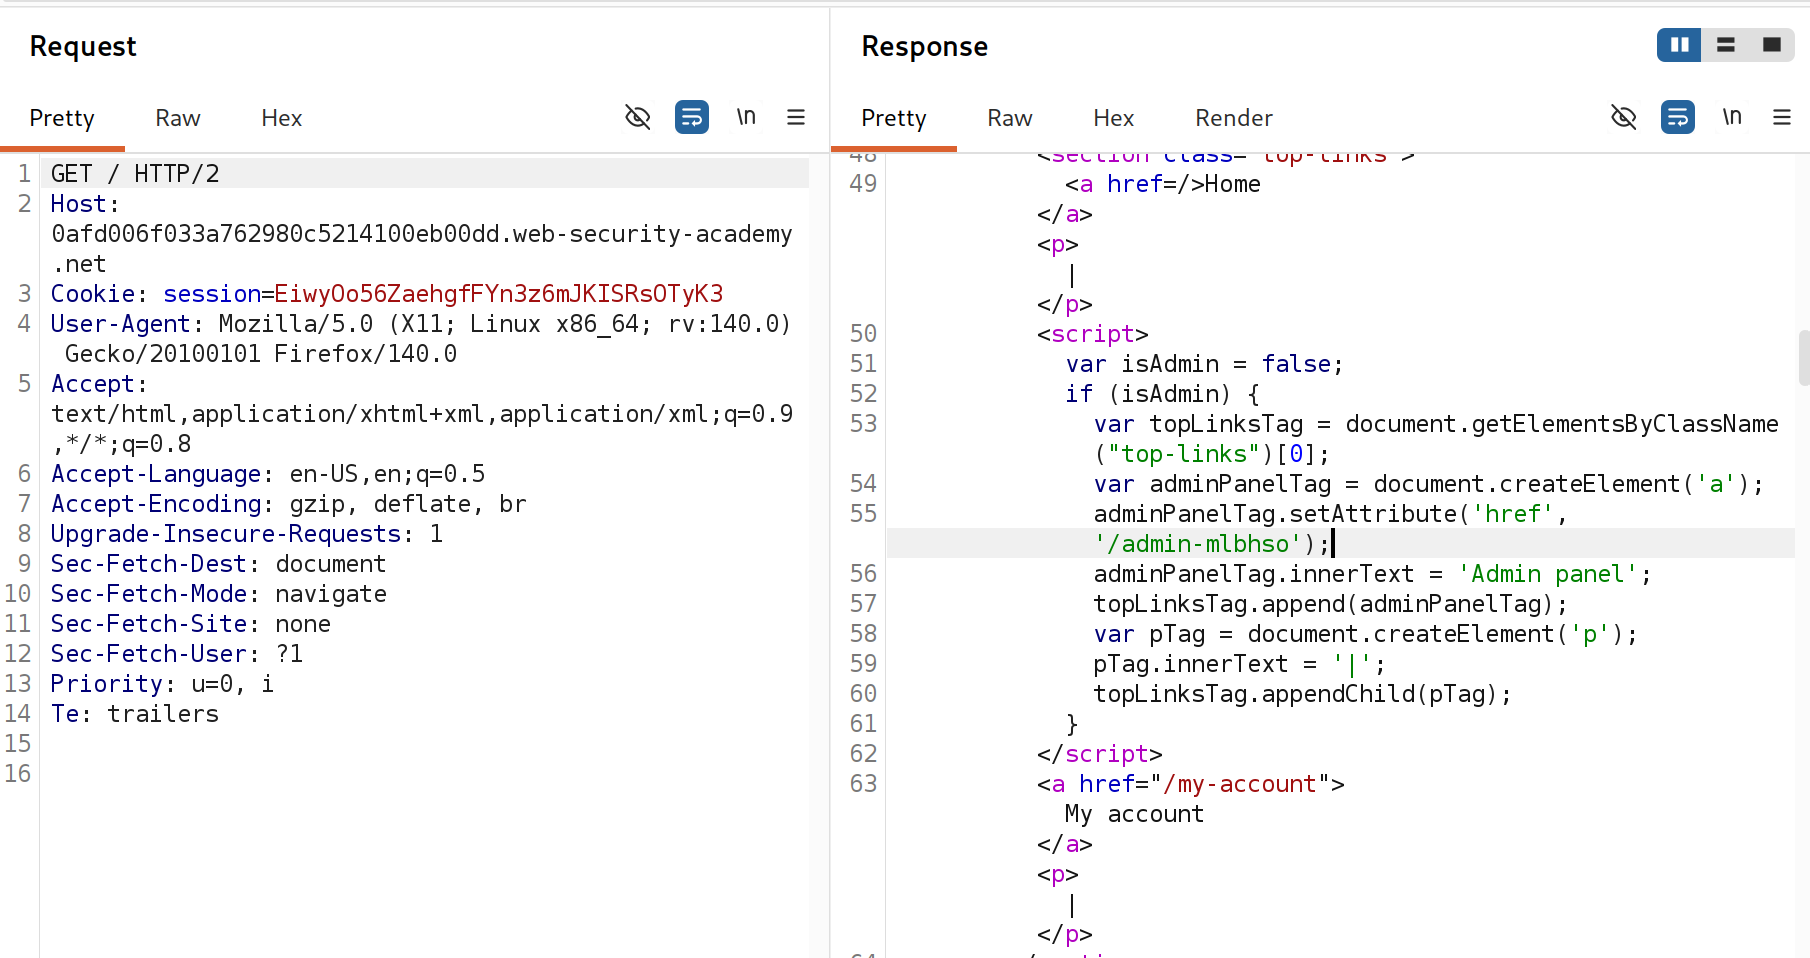 Request
Pretty Raw Hex \n
1 GET / HTTP/2
2 Host:
0afd006f033a762980c5214100eb00dd.web-security-academy
.net
3 Cookie: session=EiwyOo56ZaehgfFYn3z6mJKISRsOTyK3
4 User-Agent: Mozilla/5.0 (X11; Linux x86_64; rv:140.0)
Gecko/20100101 Firefox/140.0
5 Accept:
text/html,application/xhtml+xml,application/xml;q=0.9
,*/*;q=0.8
6 Accept-Language: en-US,en;q=0.5
7 Accept-Encoding: gzip, deflate, br
8 Upgrade-Insecure-Requests: 1
9 Sec-Fetch-Dest: document
10 Sec-Fetch-Mode: navigate
11 Sec-Fetch-Site: none
12 Sec-Fetch-User: ?1
13 Priority: u=0, i
14 Te: trailers
15
16
Response
Pretty Raw Hex Render \n
48 <section class="top-links">
49 <a href=/>Home
</a>
<p>
|
</p>
50 <script>
51 var isAdmin = false;
52 if (isAdmin) {
53 var topLinksTag = document.getElementsByClassName
("top-links")[0];
54 var adminPanelTag = document.createElement('a');
55 adminPanelTag.setAttribute('href',
'/admin-mlbhso');
56 adminPanelTag.innerText = 'Admin panel';
57 topLinksTag.append(adminPanelTag);
58 var pTag = document.createElement('p');
59 pTag.innerText = '|';
60 topLinksTag.appendChild(pTag);
61 }
62 </script>
63 <a href="/my-account">
My account
</a>
<p>
|
</p>